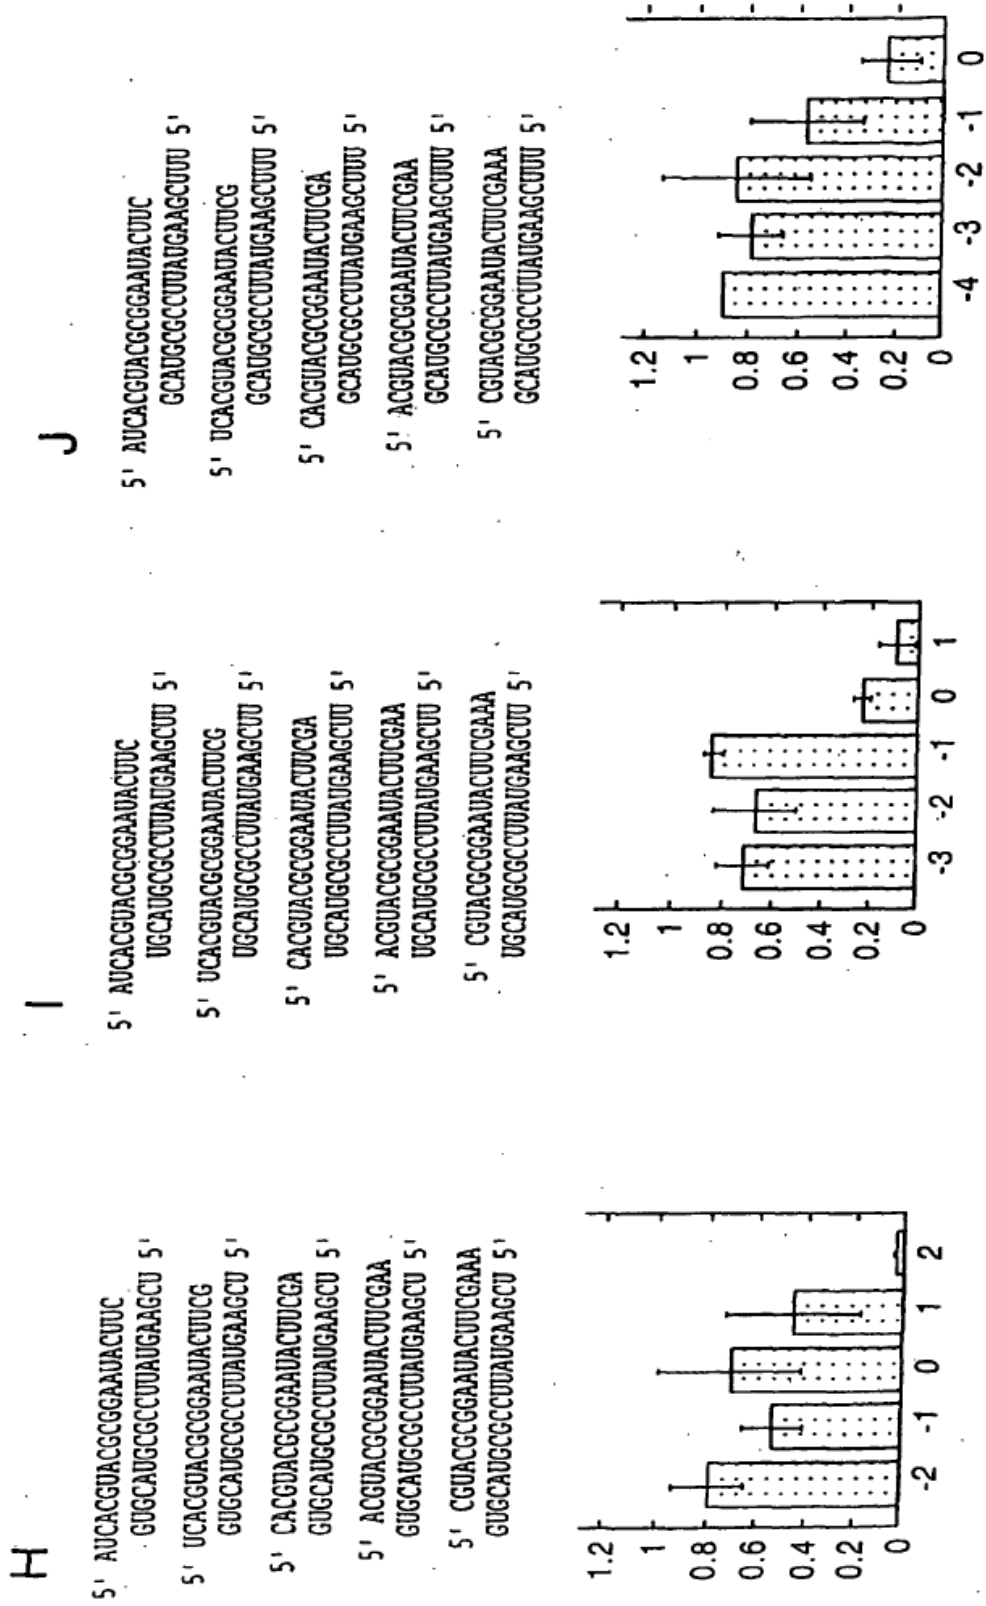 H
5' AUCACGUACGCGGAAUACUUC
GUGCAUGCGCCUUAUGAAGCU 5'
5' UCACGUACGCGGAAUACUUCG
GUGCAUGCGCCUUAUGAAGCU 5'
5' CACGUACGCGGAAUACUUCGA
GUGCAUGCGCCUUAUGAAGCU 5'
5' ACGUACGCGGAAUACUUCGAA
GUGCAUGCGCCUUAUGAAGCU 5'
5' CGUACGCGGAAUACUUCGAAA
GUGCAUGCGCCUUAUGAAGCU 5'
1.2
1
0.8
0.6
0.4
0.2
0
-2 -1 0 1 2
I
5' AUCACGUACGCGGAAUACUUC
UGCAUGCGCCUUAUGAAGCUU 5'
5' UCACGUACGCGGAAUACUUCG
UGCAUGCGCCUUAUGAAGCUU 5'
5' CACGUACGCGGAAUACUUCGA
UGCAUGCGCCUUAUGAAGCUU 5'
5' ACGUACGCGGAAUACUUCGAA
UGCAUGCGCCUUAUGAAGCUU 5'
5' CGUACGCGGAAUACUUCGAAA
UGCAUGCGCCUUAUGAAGCUU 5'
1.2
1
0.8
0.6
0.4
0.2
0
-3 -2 -1 0 1
J
5' AUCACGUACGCGGAAUACUUC
GCAUGCGCCUUAUGAAGCUUU 5'
5' UCACGUACGCGGAAUACUUCG
GCAUGCGCCUUAUGAAGCUUU 5'
5' CACGUACGCGGAAUACUUCGA
GCAUGCGCCUUAUGAAGCUUU 5'
5' ACGUACGCGGAAUACUUCGAA
GCAUGCGCCUUAUGAAGCUUU 5'
5' CGUACGCGGAAUACUUCGAAA
GCAUGCGCCUUAUGAAGCUUU 5'
1.2
1
0.8
0.6
0.4
0.2
0
-4 -3 -2 -1 0